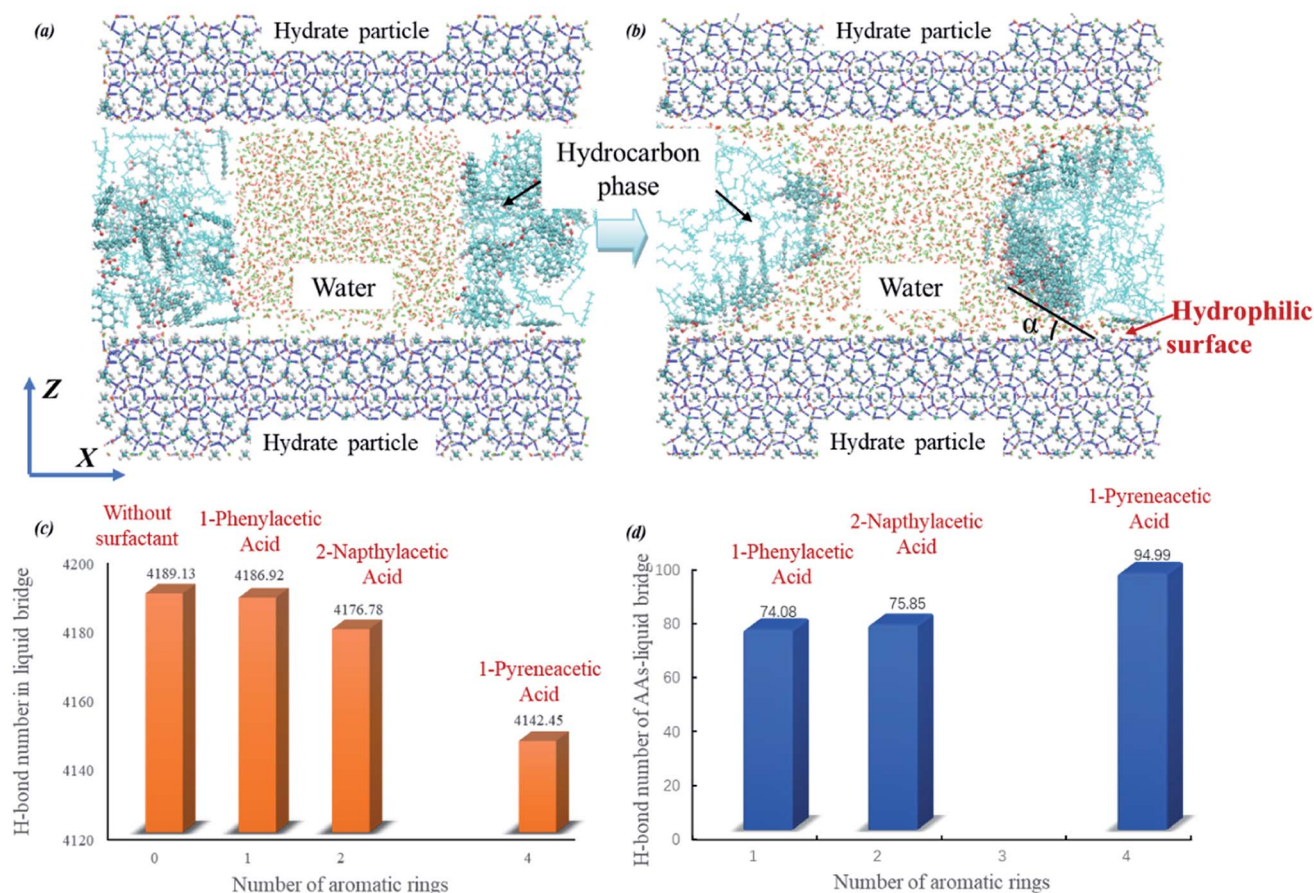 (a)
Hydrate particle
Hydrocarbon
phase
Water
Hydrate particle
Z
X
(b)
Hydrate particle
Water
α
Hydrophilic
surface
Hydrate particle
(c)
Without
surfactant
1-Phenylacetic
Acid
2-Napthylacetic
Acid
1-Pyreneacetic
Acid
4189.13
4186.92
4176.78
4142.45
H-bond number in liquid bridge
4200
4180
4160
4140
4120
0
1
2
4
Number of aromatic rings
(d)
1-Phenylacetic
Acid
2-Napthylacetic
Acid
1-Pyreneacetic
Acid
74.08
75.85
94.99
H-bond number of AAs-liquid bridge
100
80
60
40
20
0
1
2
3
4
Number of aromatic rings